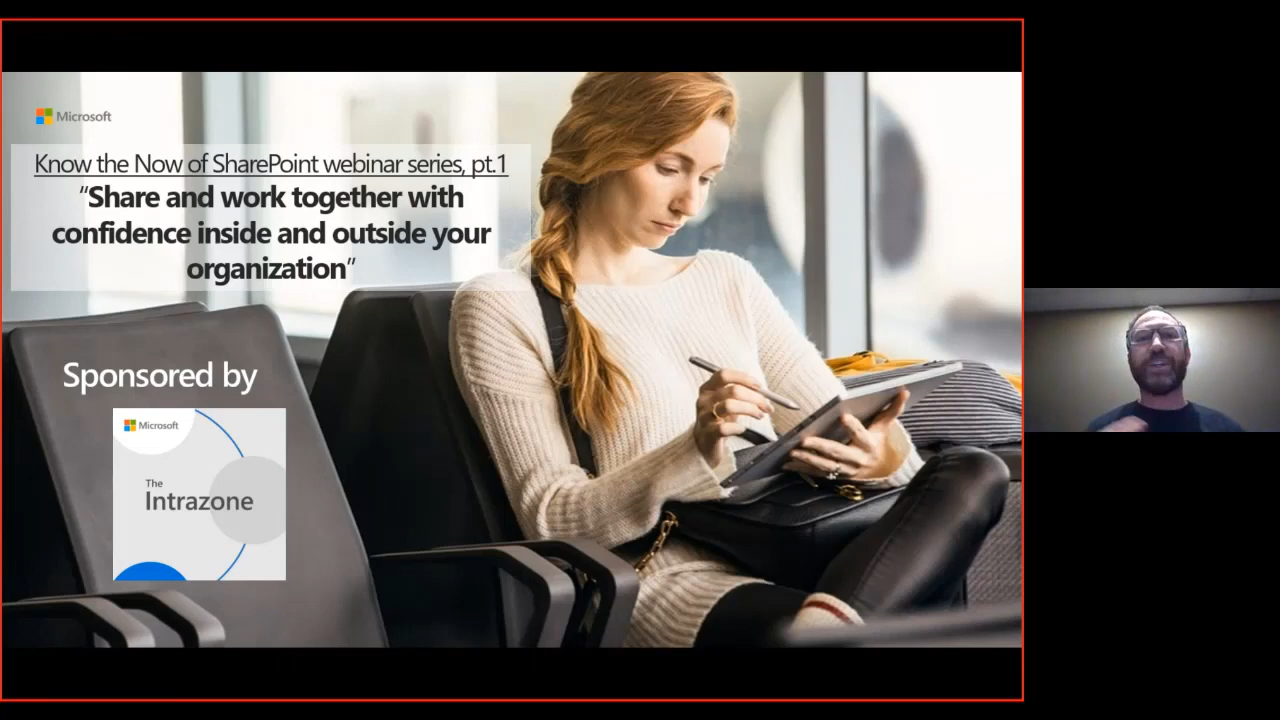 Microsoft
Know the Now of SharePoint webinar series, pt.1
“Share and work together with
confidence inside and outside your
organization”
Sponsored by
Microsoft
The
Intrazone